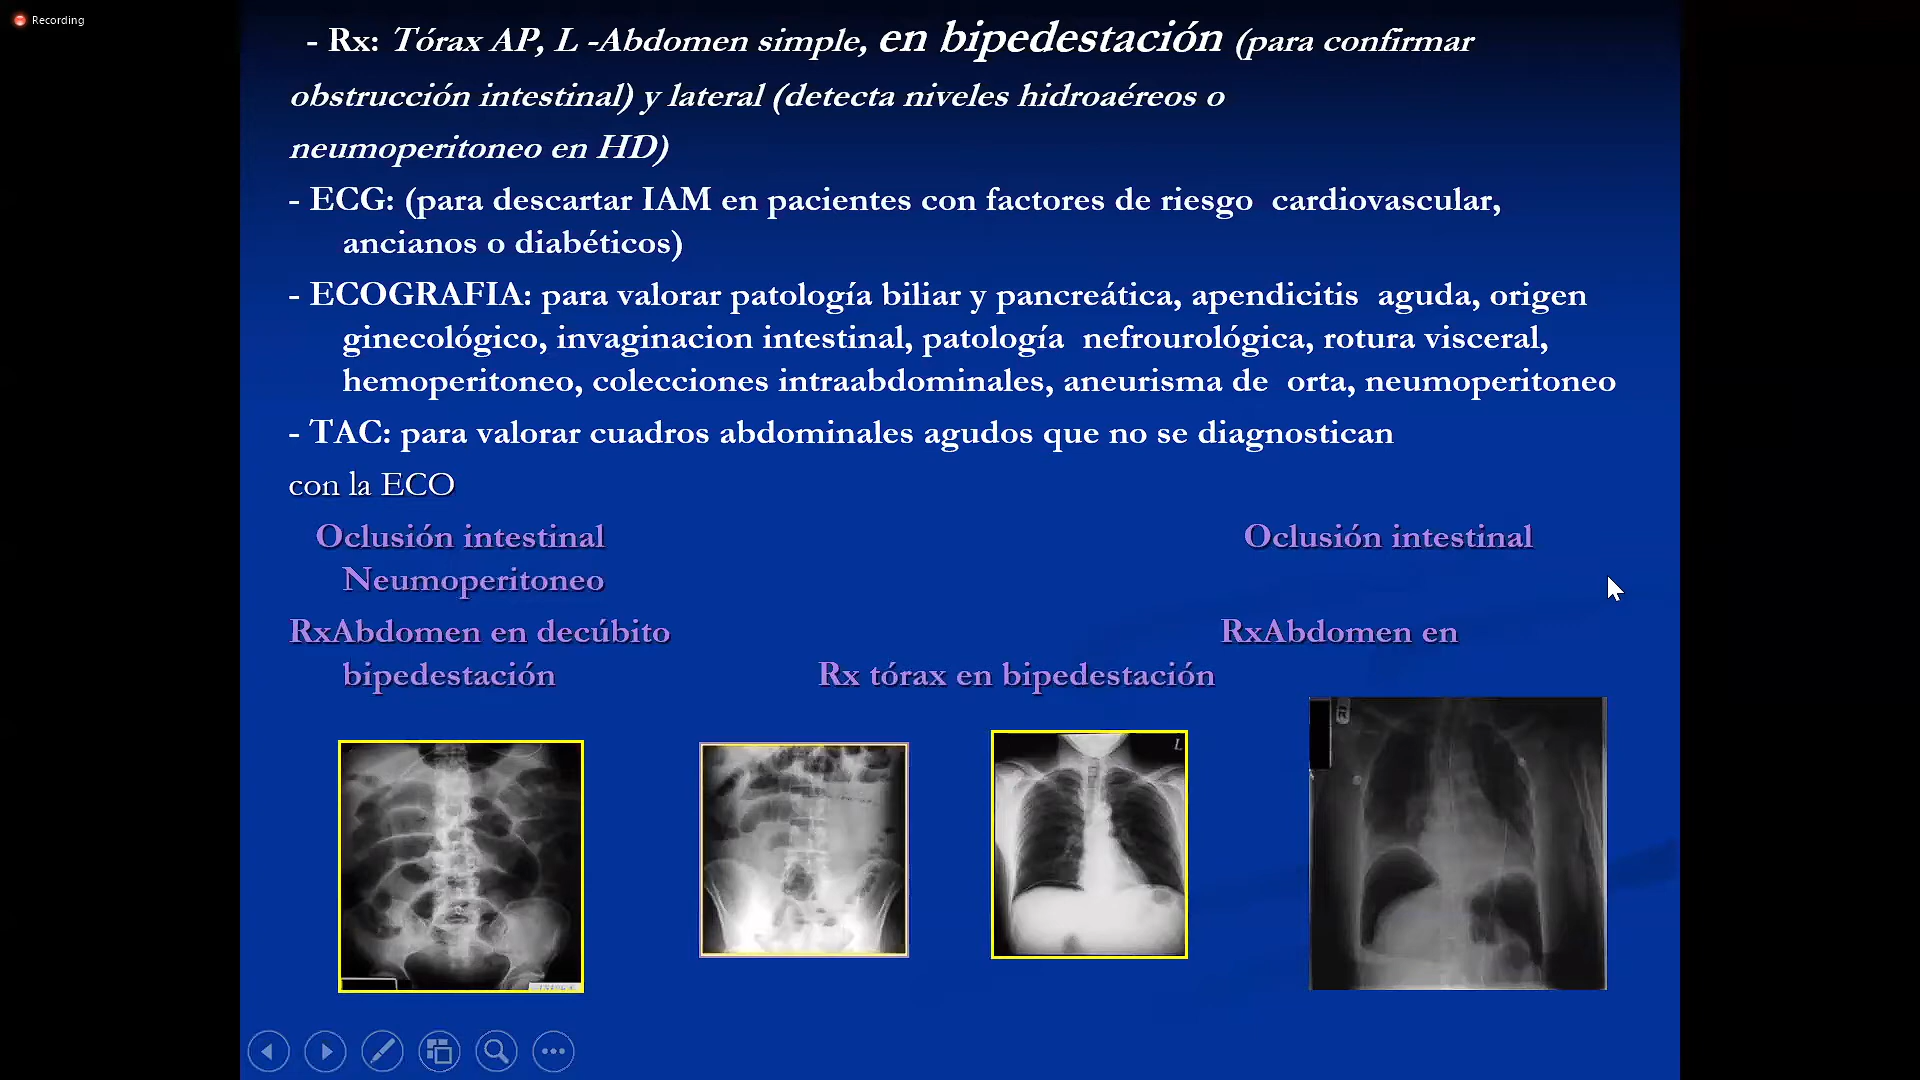 Recording
- Rx: Tórax AP, L -Abdomen simple, en bipedestación (para confirmar
obstrucción intestinal) y lateral (detecta niveles hidroaéreos o
neumoperitoneo en HD)
- ECG: (para descartar IAM en pacientes con factores de riesgo cardiovascular,
ancianos o diabéticos)
- ECOGRAFIA: para valorar patología biliar y pancreática, apendicitis aguda, origen
ginecológico, invaginacion intestinal, patología nefrourológica, rotura visceral,
hemoperitoneo, colecciones intraabdominales, aneurisma de orta, neumoperitoneo
- TAC: para valorar cuadros abdominales agudos que no se diagnostican
con la ECO
Oclusión intestinal Oclusión intestinal
Neumoperitoneo
RxAbdomen en decúbito RxAbdomen en
bipedestación Rx tórax en bipedestación
L